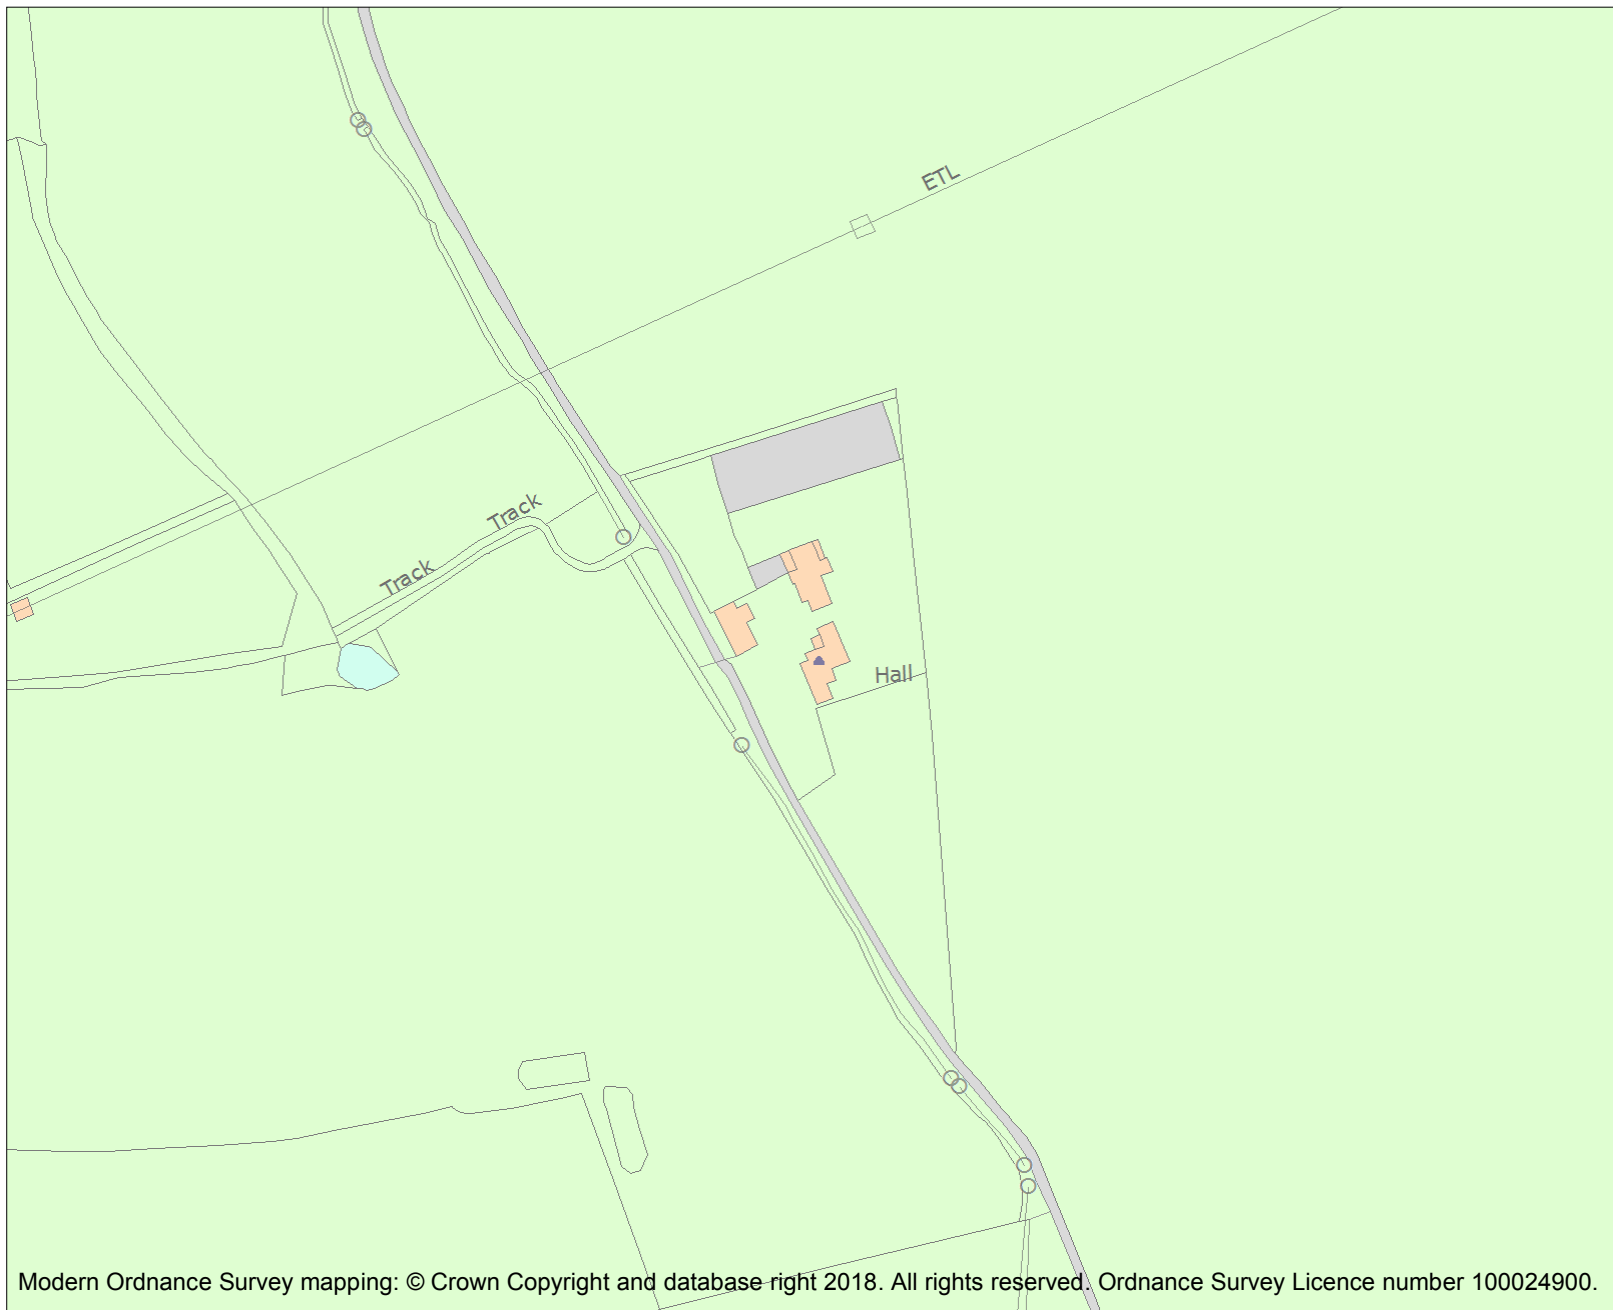 ETL
Track
Track
Hall
Modern Ordnance Survey mapping: © Crown Copyright and database right 2018. All rights reserved. Ordnance Survey Licence number 100024900.